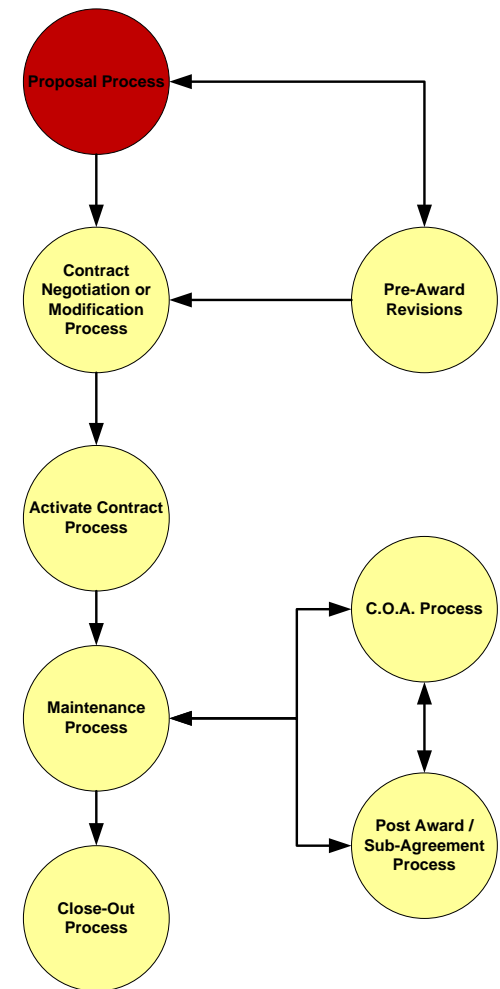 Proposal Process
Contract
Negotiation or
Modification
Process
Pre-Award
Revisions
Activate Contract
Process
C.O.A. Process
Maintenance
Process
Post Award /
Sub-Agreement
Process
Close-Out
Process